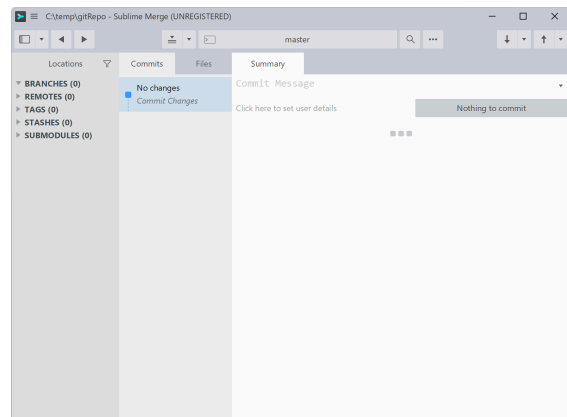 C:\temp\gitRepo - Sublime Merge (UNREGISTERED)
master
Locations
Commits
Files
Summary
BRANCHES (0)
REMOTES (0)
TAGS (0)
STASHES (0)
SUBMODULES (0)
No changes
Commit Changes
Commit Message
Click here to set user details
Nothing to commit